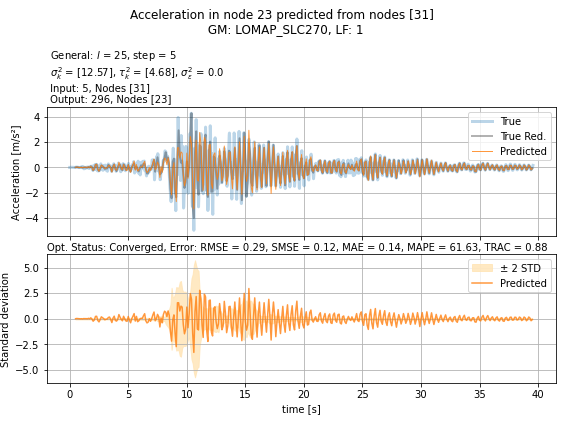 Acceleration in node 23 predicted from nodes [31]
GM: LOMAP_SLC270, LF: 1
General: l = 25, step = 5
σ²ₖ = [12.57], τ²ₖ = [4.68], σ²ε = 0.0
Input: 5, Nodes [31]
Output: 296, Nodes [23]
Acceleration [m/s²]
4
2
0
−2
−4
True
True Red.
Predicted
Opt. Status: Converged, Error: RMSE = 0.29, SMSE = 0.12, MAE = 0.14, MAPE = 61.63, TRAC = 0.88
Standard deviation
5.0
2.5
0.0
−2.5
−5.0
± 2 STD
Predicted
0 5 10 15 20 25 30 35 40
time [s]